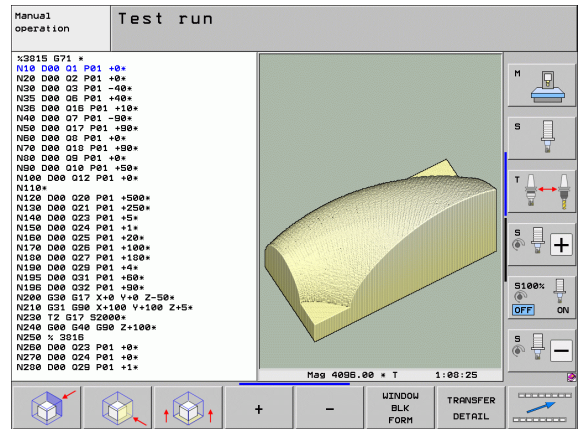 Manual
operation
Test run
%3815 G71 *
N10 D00 Q1 P01 +0*
N20 D00 Q2 P01 +0*
N30 D00 Q3 P01 -40*
N35 D00 Q6 P01 +40*
N36 D00 Q16 P01 +10*
N40 D00 Q7 P01 -90*
N50 D00 Q17 P01 +90*
N60 D00 Q8 P01 +0*
N70 D00 Q18 P01 +90*
N80 D00 Q9 P01 +0*
N90 D00 Q10 P01 +50*
N100 D00 Q12 P01 +0*
N110*
N120 D00 Q20 P01 +500*
N130 D00 Q21 P01 +250*
N140 D00 Q23 P01 +5*
N150 D00 Q24 P01 +1*
N160 D00 Q25 P01 +20*
N170 D00 Q26 P01 +100*
N180 D00 Q27 P01 +180*
N190 D00 Q29 P01 +4*
N195 D00 Q31 P01 +60*
N196 D00 Q32 P01 +90*
N200 G30 G17 X+0 Y+0 Z-50*
N210 G31 G90 X+100 Y+100 Z+5*
N230 T2 G17 S2000*
N240 G00 G40 G90 Z+100*
N250 % 3816
N260 D00 Q23 P01 +0*
N270 D00 Q24 P01 +0*
N280 D00 Q29 P01 +1*
Mag 4096.00 * T 1:08:25
M
S
T
S
+
S100%
OFF ON
S
−
+
−
WINDOW
BLK
FORM
TRANSFER
DETAIL